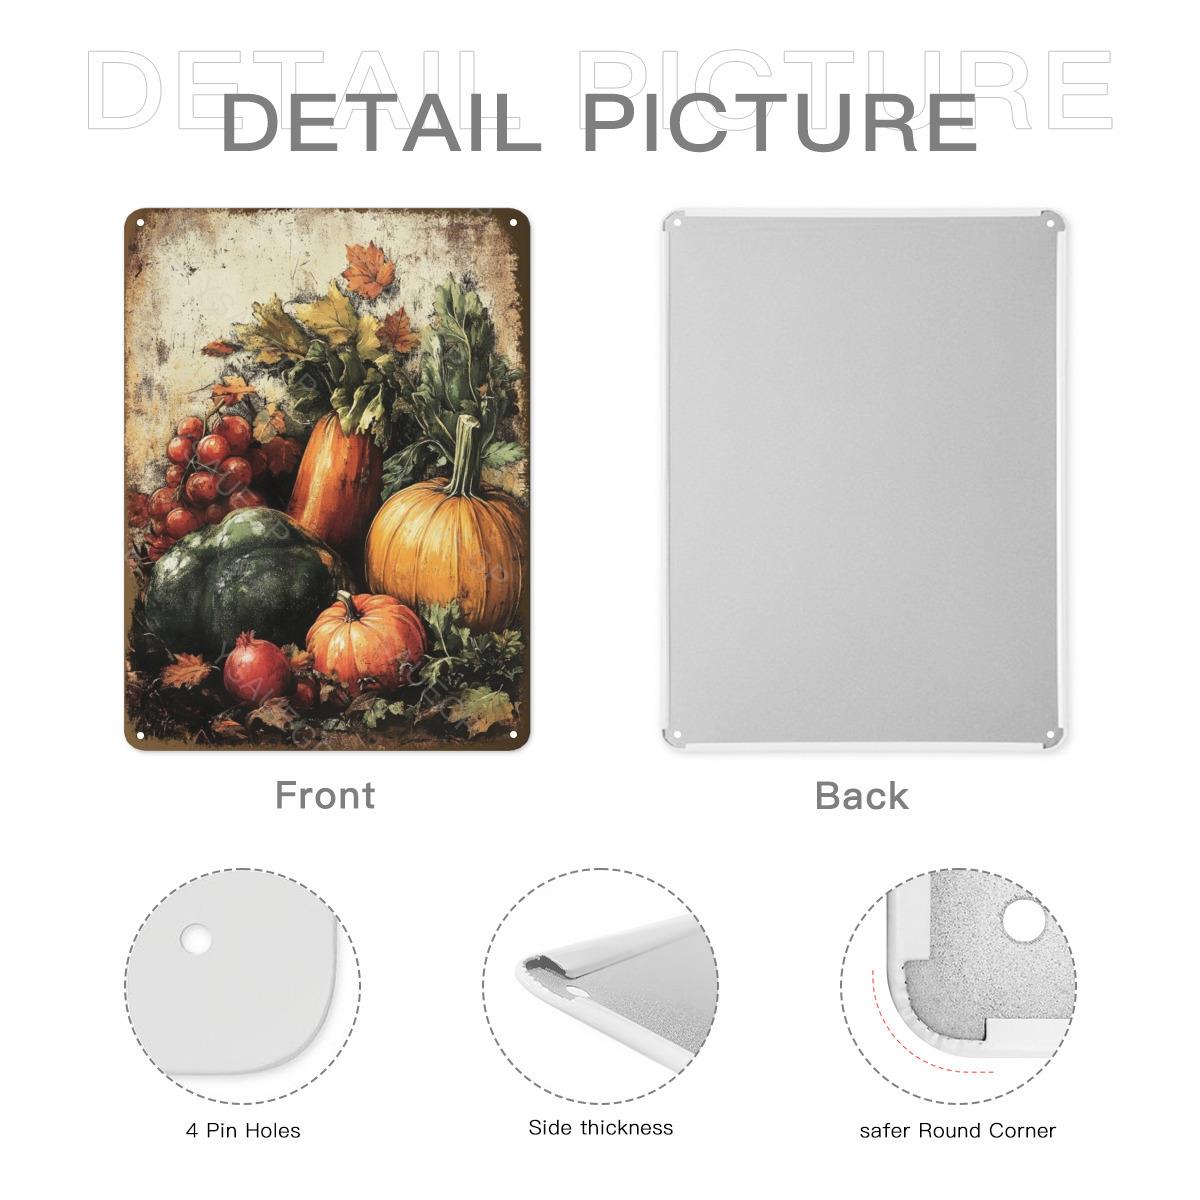 DETAIL PICTURE
DETAIL PICTURE
Front
Back
4 Pin Holes
Side thickness
safer Round Corner